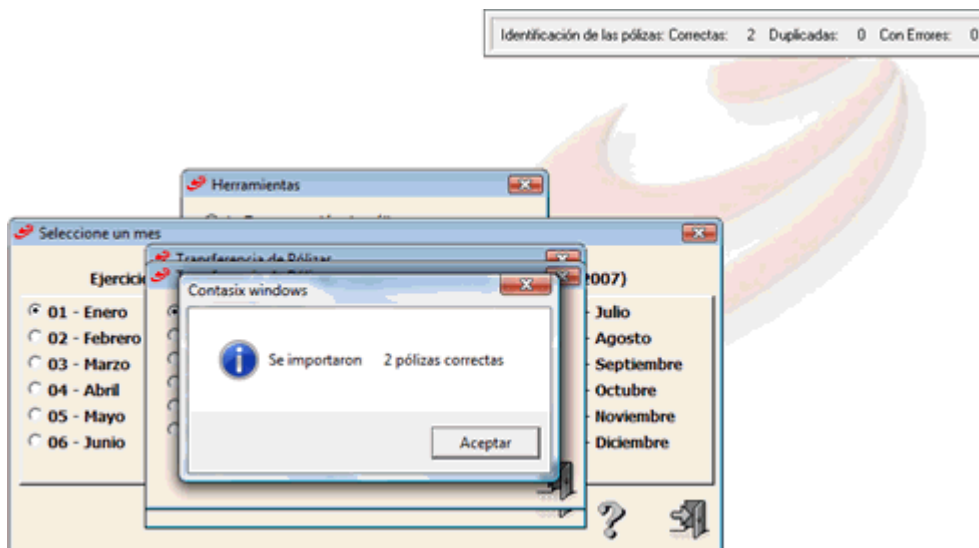 Identificación de las pólizas: Correctas: 2 Duplicadas: 0 Con Errores: 0
Herramientas
Seleccione un mes
Transferencia de Pólizas
Ejercicio
2007)
Contasix windows
01 - Enero
02 - Febrero
03 - Marzo
04 - Abril
05 - Mayo
06 - Junio
Se importaron 2 pólizas correctas
Aceptar
- Julio
- Agosto
- Septiembre
- Octubre
- Noviembre
- Diciembre